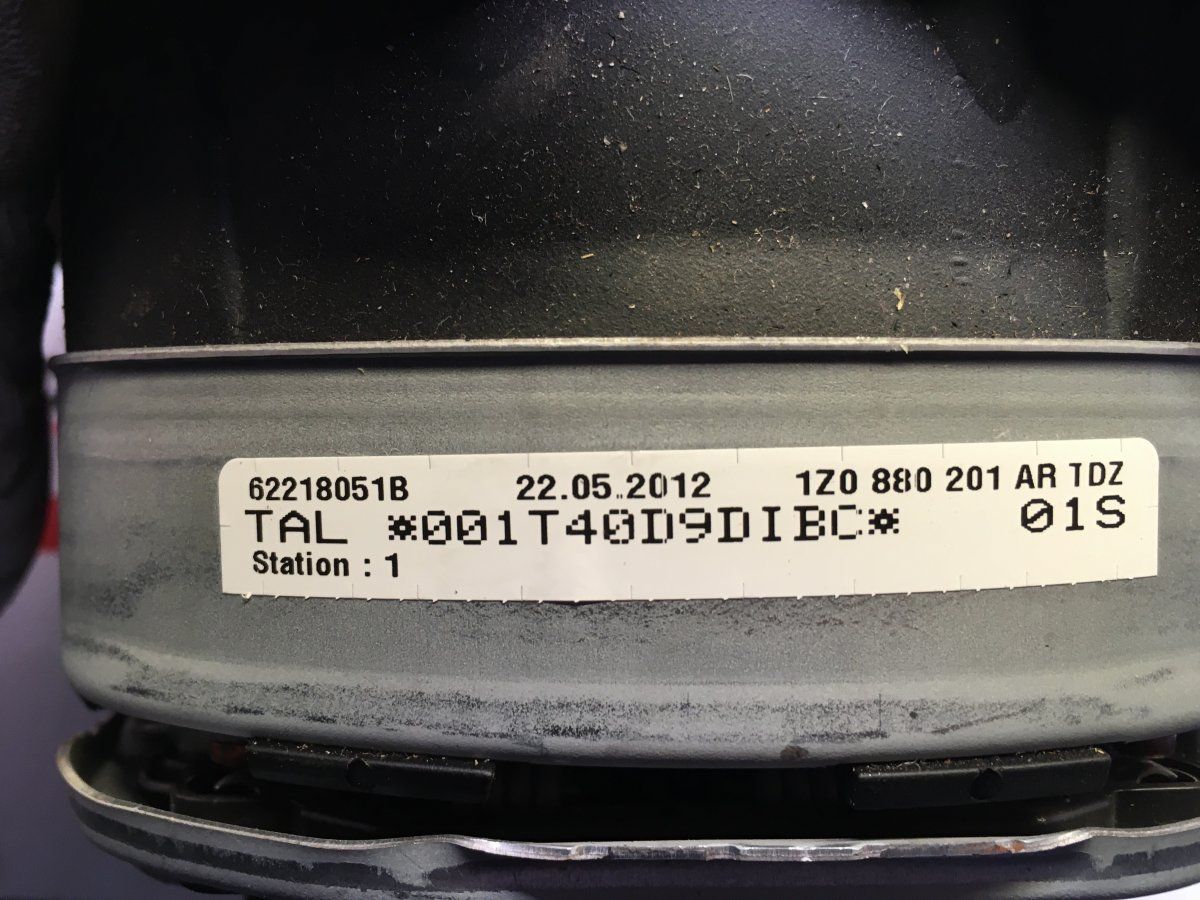 62218051B 22.05.2012 1Z0 880 201 AR TDZ
TAL *001T40D9DIBC* 01S
Station : 1